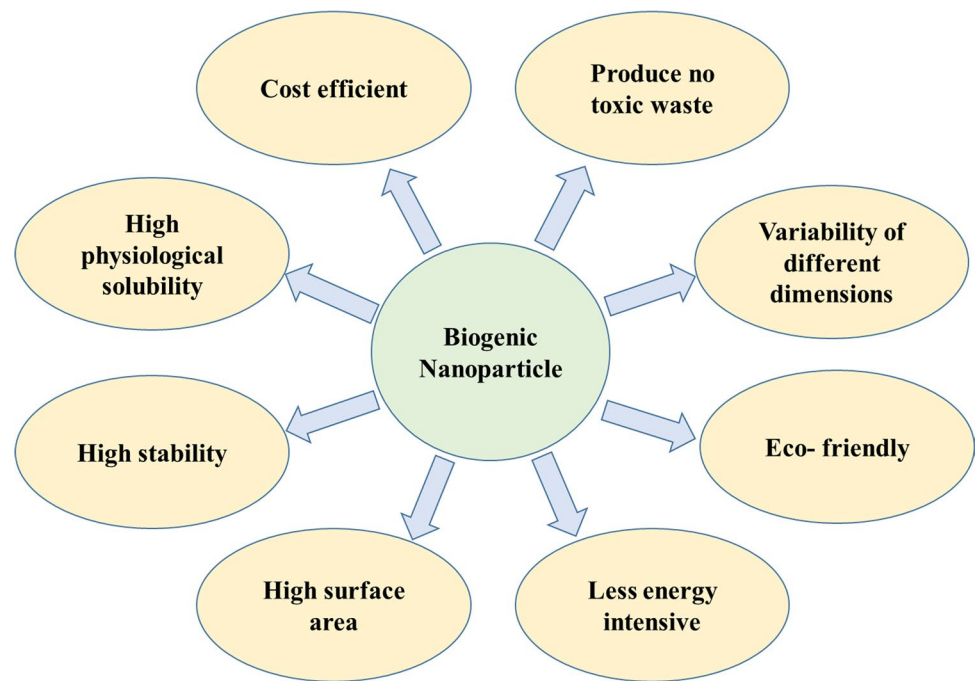 Cost efficient
Produce no
toxic waste
High
physiological
solubility
Variability of
different
dimensions
Biogenic
Nanoparticle
High stability
Eco- friendly
High surface
area
Less energy
intensive